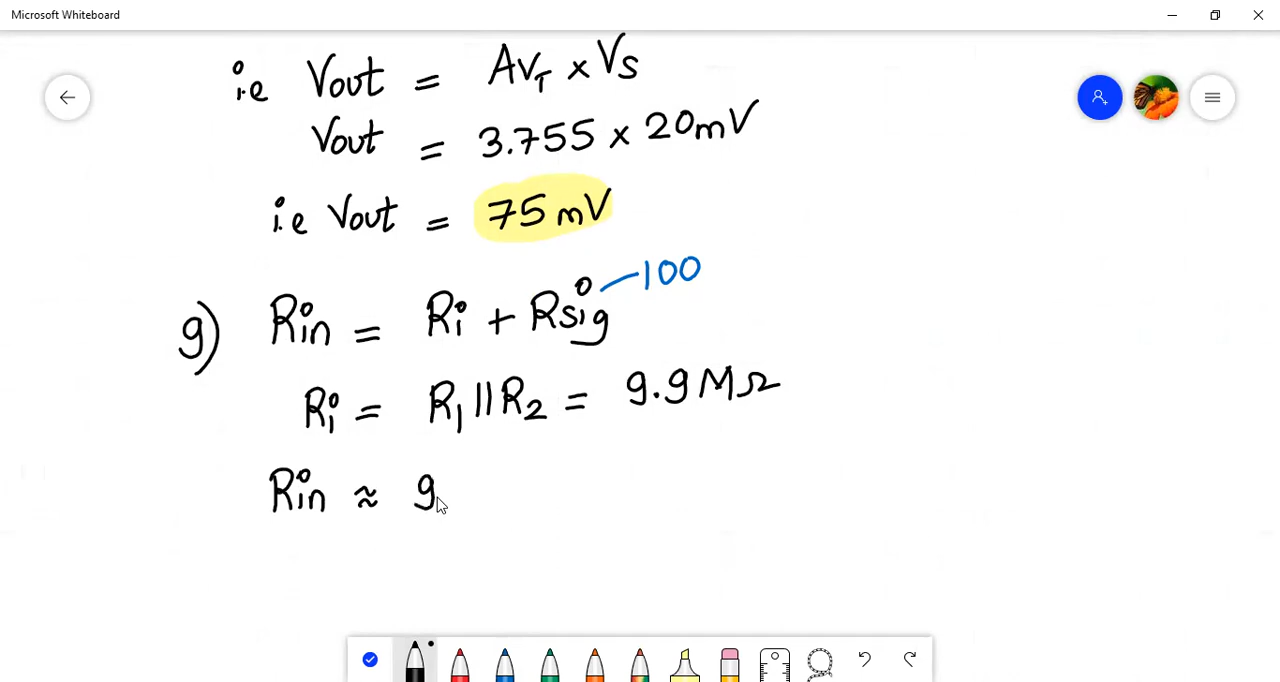 Microsoft Whiteboard
i.e Vout = AVT × Vs
Vout = 3.755 × 20mV
i.e Vout = 75 mV
100
g) Rin = Ri + Rsig
Ri = R1 || R2 = 9.9 MΩ
Rin ≈ 9